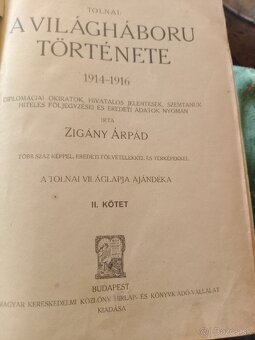 TOLNAI:
A VILÁGHÁBORU
TÖRTÉNETE
1914-1916
DIPLOMÁCIAI OKIRATOK, HIVATALOS JELENTÉSEK, SZEMTANUK
HITELES FÖLJEGYZÉSEI ÉS EREDETI ADATOK NYOMÁN
IRTA
ZIGÁNY ÁRPÁD
TÖBB SZÁZ KÉPPEL, EREDETI FÖLVÉTELEKKEL ÉS TÉRKÉPEKKEL
A TOLNAI VILÁGLAPJA AJÁNDÉKA
II. KÖTET
BUDAPEST
MAGYAR KERESKEDELMI KÖZLÖNY HIRLAP- ÉS KÖNYVKIADÓ-VÁLLALAT
KIADÁSA